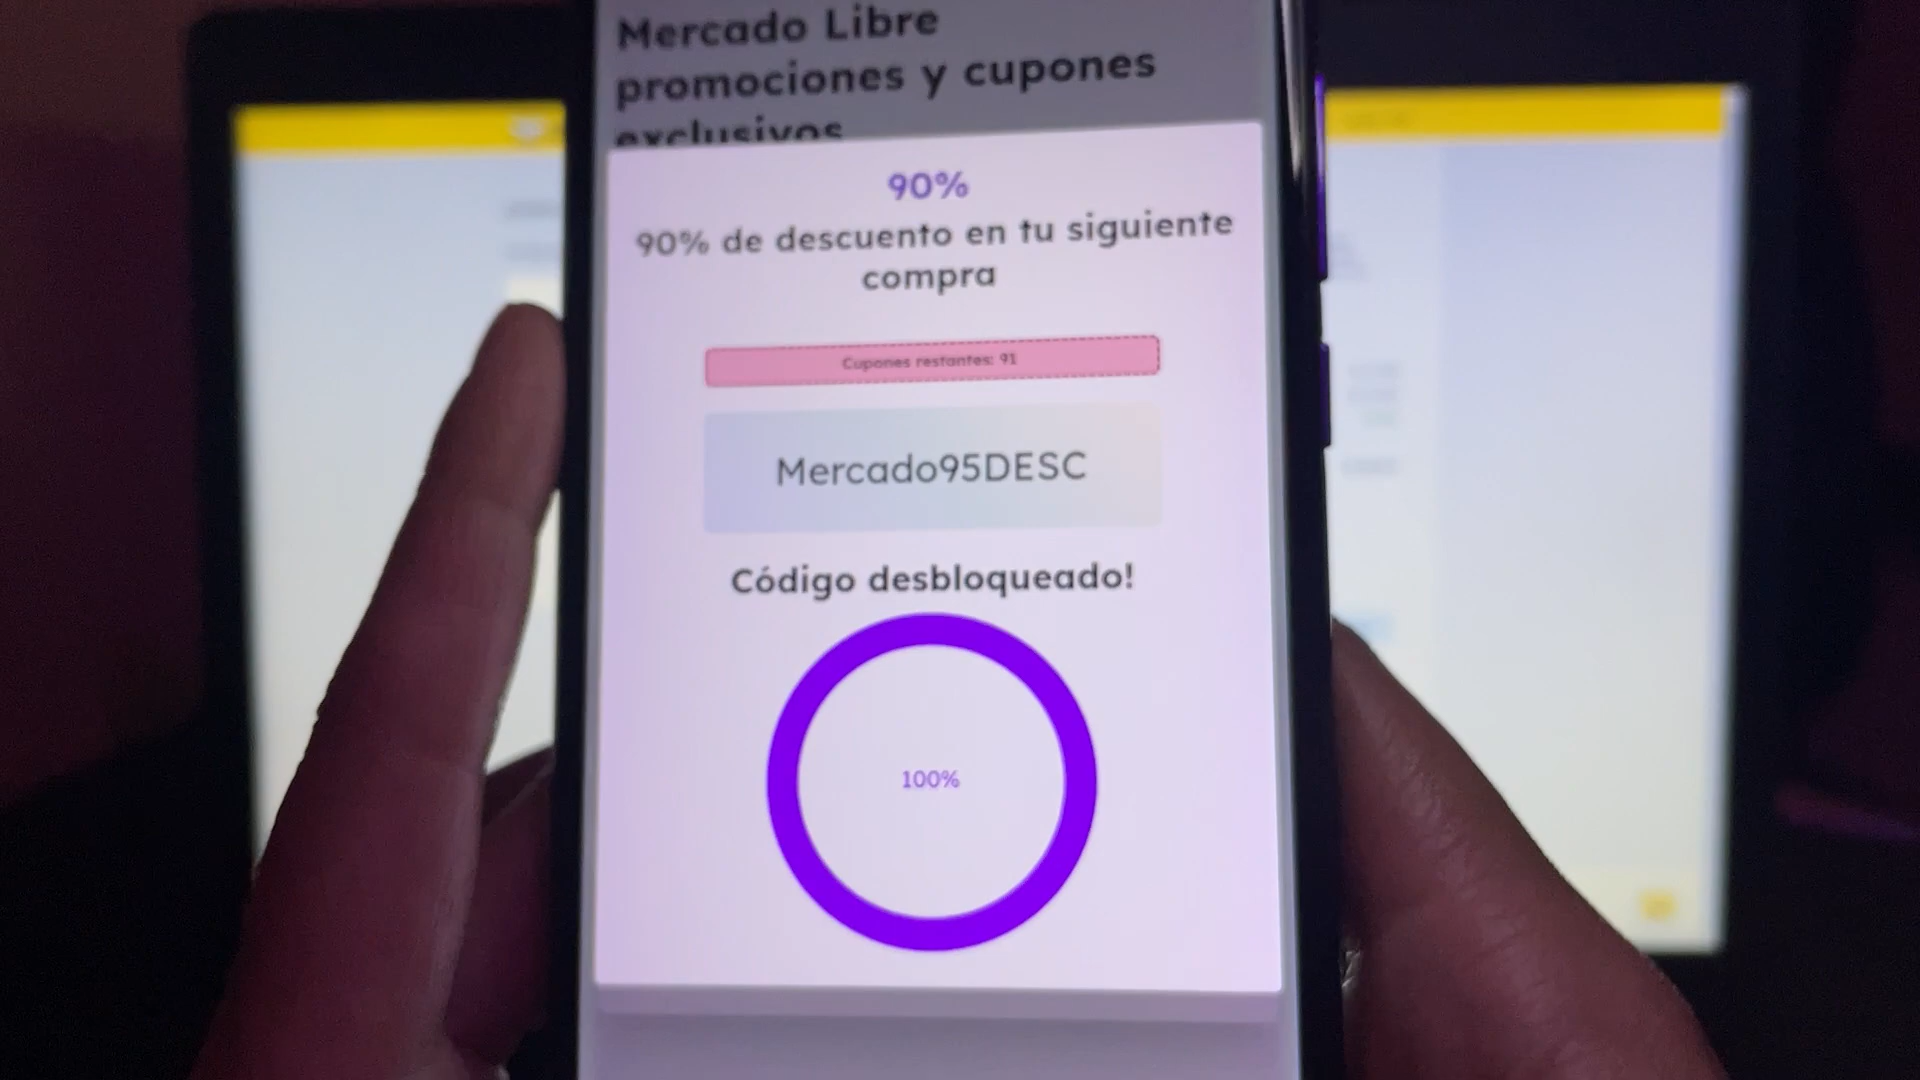 Mercado Libre
promociones y cupones
exclusivos
90%
90% de descuento en tu siguiente
compra
Cupones restantes: 91
Mercado95DESC
Código desbloqueado!
100%